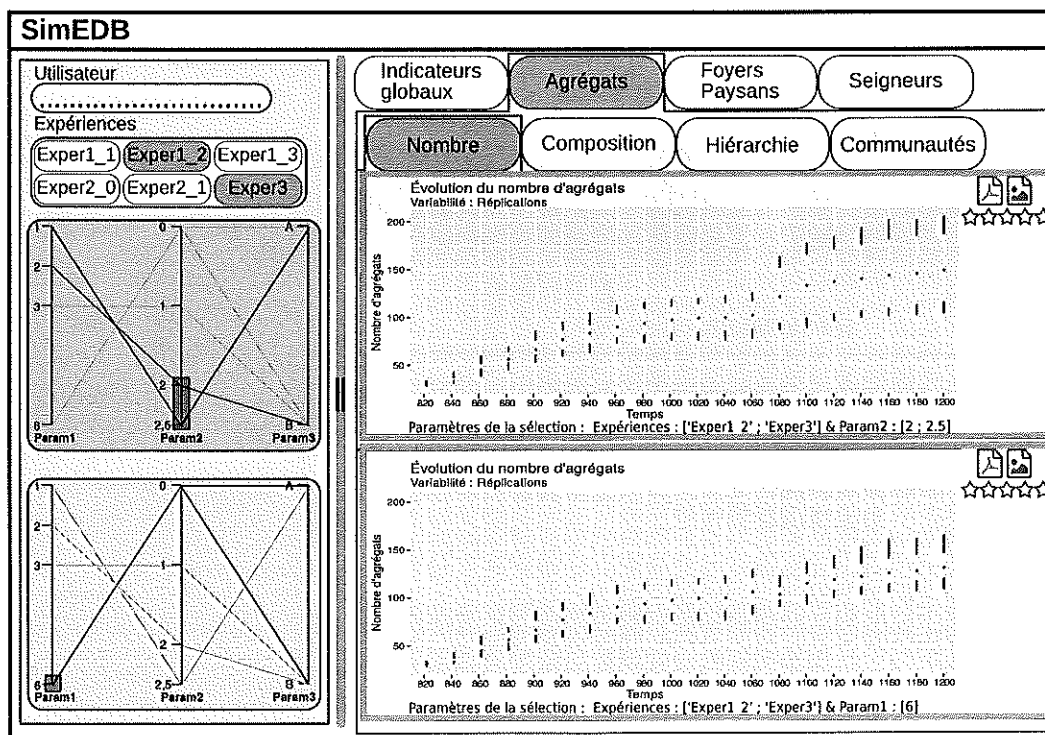 SimEDB
Utilisateur
Expériences
Exper1_1 Exper1_2 Exper1_3
Exper2_0 Exper2_1 Exper3
1 0 A
2
3 1
2
6 2,5 B
Param1 Param2 Param3
1 0 A
2
3 1
2
6 2,5 B
Param1 Param2 Param3
Indicateurs globaux Agrégats Foyers Paysans Seigneurs
Nombre Composition Hiérarchie Communautés
Évolution du nombre d'agrégats
Variabilité : Réplications
Nombre d'agrégats
200
150
100
50
820 840 860 880 900 920 940 960 980 1000 1020 1040 1060 1080 1100 1120 1140 1160 1180 1200
Temps
Paramètres de la sélection : Expériences : ['Exper1_2' ; 'Exper3'] & Param2 : [2 ; 2.5]
Évolution du nombre d'agrégats
Variabilité : Réplications
Nombre d'agrégats
200
150
100
50
820 840 860 880 900 920 940 960 980 1000 1020 1040 1060 1080 1100 1120 1140 1160 1180 1200
Temps
Paramètres de la sélection : Expériences : ['Exper1_2' ; 'Exper3'] & Param1 : [6]